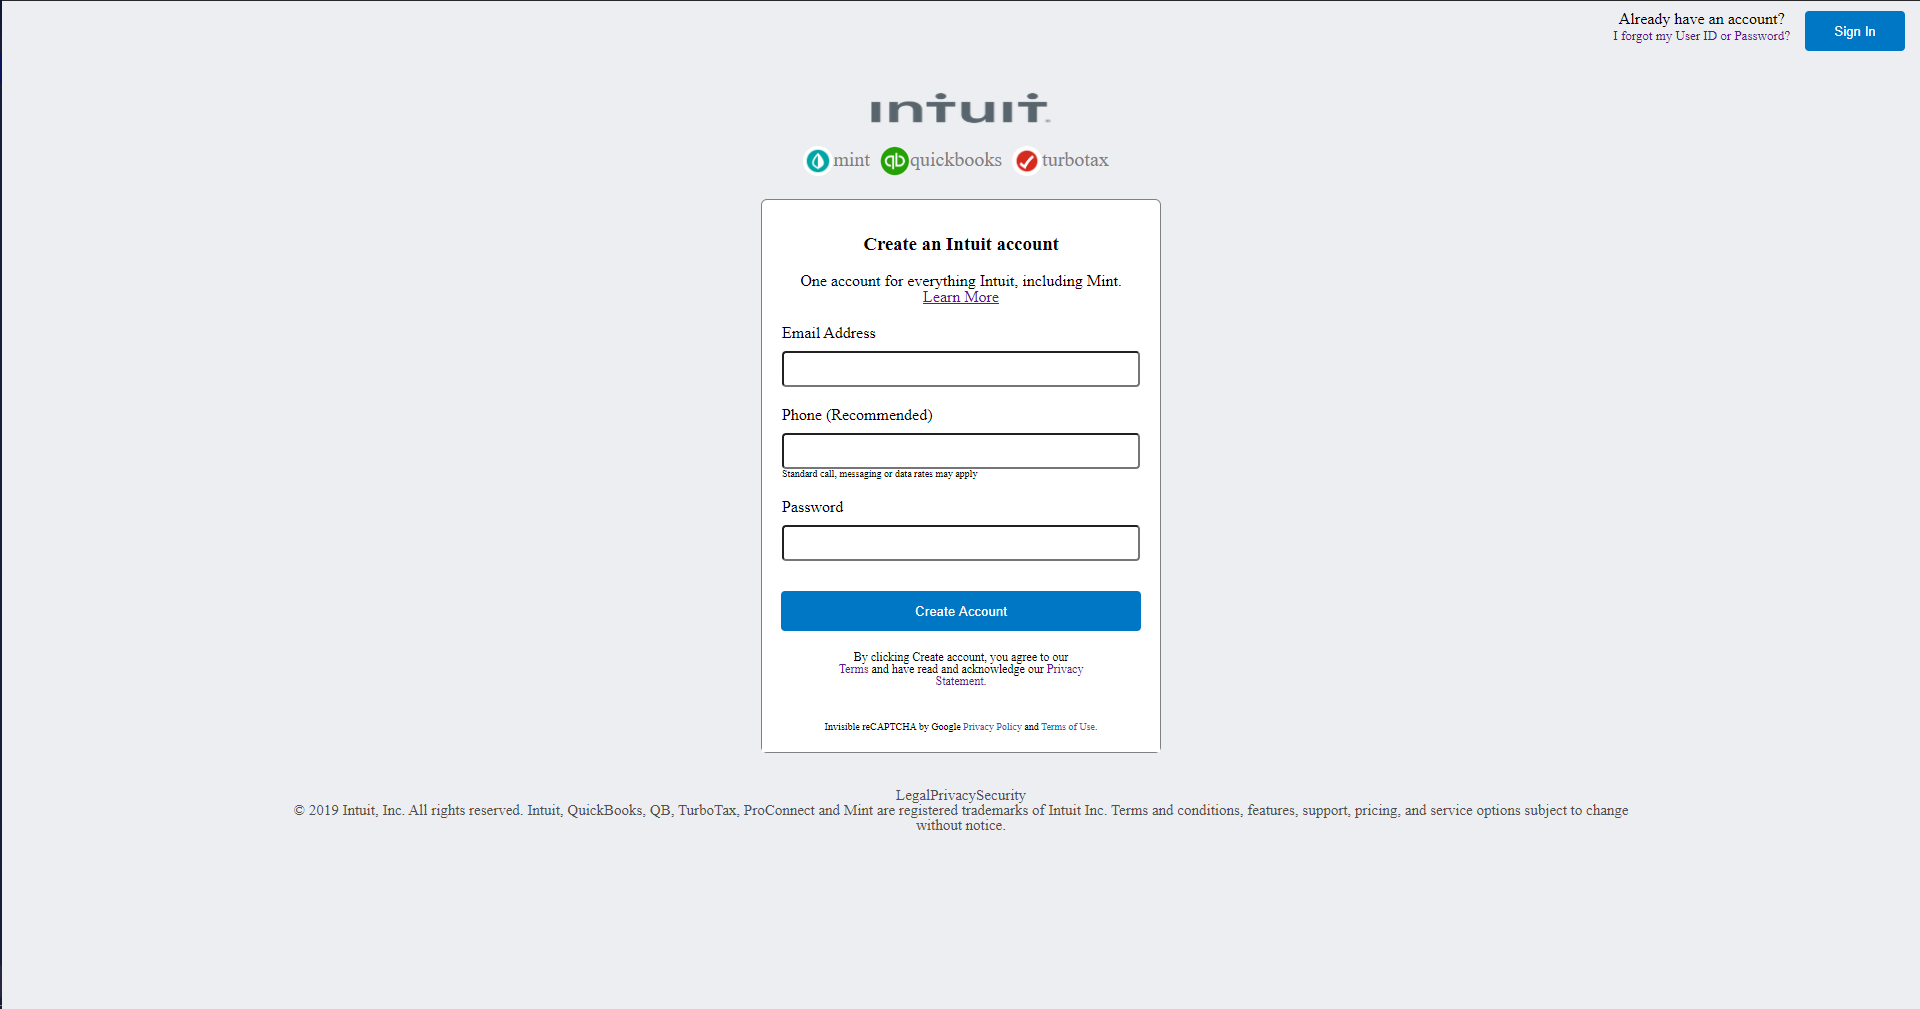 Already have an account?
I forgot my User ID or Password?
Sign In
intuit
mint quickbooks turbotax
Create an Intuit account
One account for everything Intuit, including Mint.
Learn More
Email Address
Phone (Recommended)
Standard call, messaging or data rates may apply
Password
Create Account
By clicking Create account, you agree to our
Terms and have read and acknowledge our Privacy
Statement.
Invisible reCAPTCHA by Google Privacy Policy and Terms of Use.
LegalPrivacySecurity
© 2019 Intuit, Inc. All rights reserved. Intuit, QuickBooks, QB, TurboTax, ProConnect and Mint are registered trademarks of Intuit Inc. Terms and conditions, features, support, pricing, and service options subject to change
without notice.